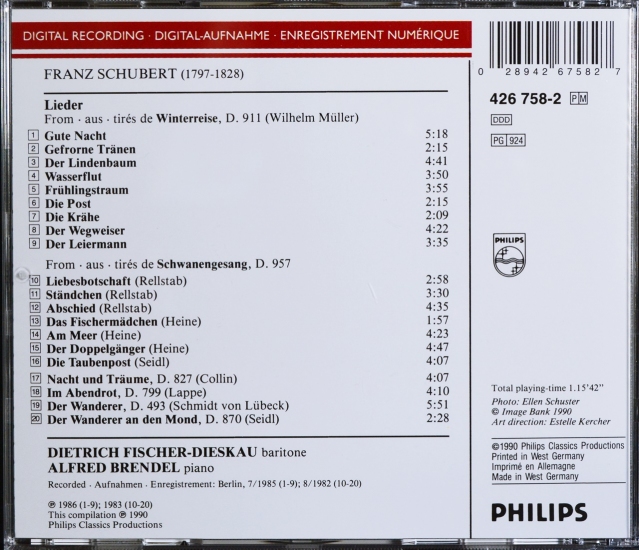 DIGITAL RECORDING · DIGITAL-AUFNAHME · ENREGISTREMENT NUMÉRIQUE
FRANZ SCHUBERT (1797-1828)
Lieder
From · aus · tirés de Winterreise, D. 911 (Wilhelm Müller)
1 Gute Nacht 5:18
2 Gefrorne Tränen 2:15
3 Der Lindenbaum 4:41
4 Wasserflut 3:50
5 Frühlingstraum 3:55
6 Die Post 2:15
7 Die Krähe 2:09
8 Der Wegweiser 4:22
9 Der Leiermann 3:35
From · aus · tirés de Schwanengesang, D. 957
10 Liebesbotschaft (Rellstab) 2:58
11 Ständchen (Rellstab) 3:30
12 Abschied (Rellstab) 4:35
13 Das Fischermädchen (Heine) 1:57
14 Am Meer (Heine) 4:23
15 Der Doppelgänger (Heine) 4:47
16 Die Taubenpost (Seidl) 4:07
17 Nacht und Träume, D. 827 (Collin) 4:07
18 Im Abendrot, D. 799 (Lappe) 4:10
19 Der Wanderer, D. 493 (Schmidt von Lübeck) 5:51
20 Der Wanderer an den Mond, D. 870 (Seidl) 2:28
DIETRICH FISCHER-DIESKAU baritone
ALFRED BRENDEL piano
Recorded · Aufnahmen · Enregistrement: Berlin, 7/1985 (1-9); 8/1982 (10-20)
℗ 1986 (1-9); 1983 (10-20)
This compilation ℗ 1990
Philips Classics Productions
0 28942 67582 7
426 758-2 PM
DDD
PG 924
PHILIPS
Total playing-time 1.15'42"
Photo: Ellen Schuster
© Image Bank 1990
Art direction: Estelle Kercher
©1990 Philips Classics Productions
Printed in West Germany
Imprimé en Allemagne
Made in West Germany
PHILIPS